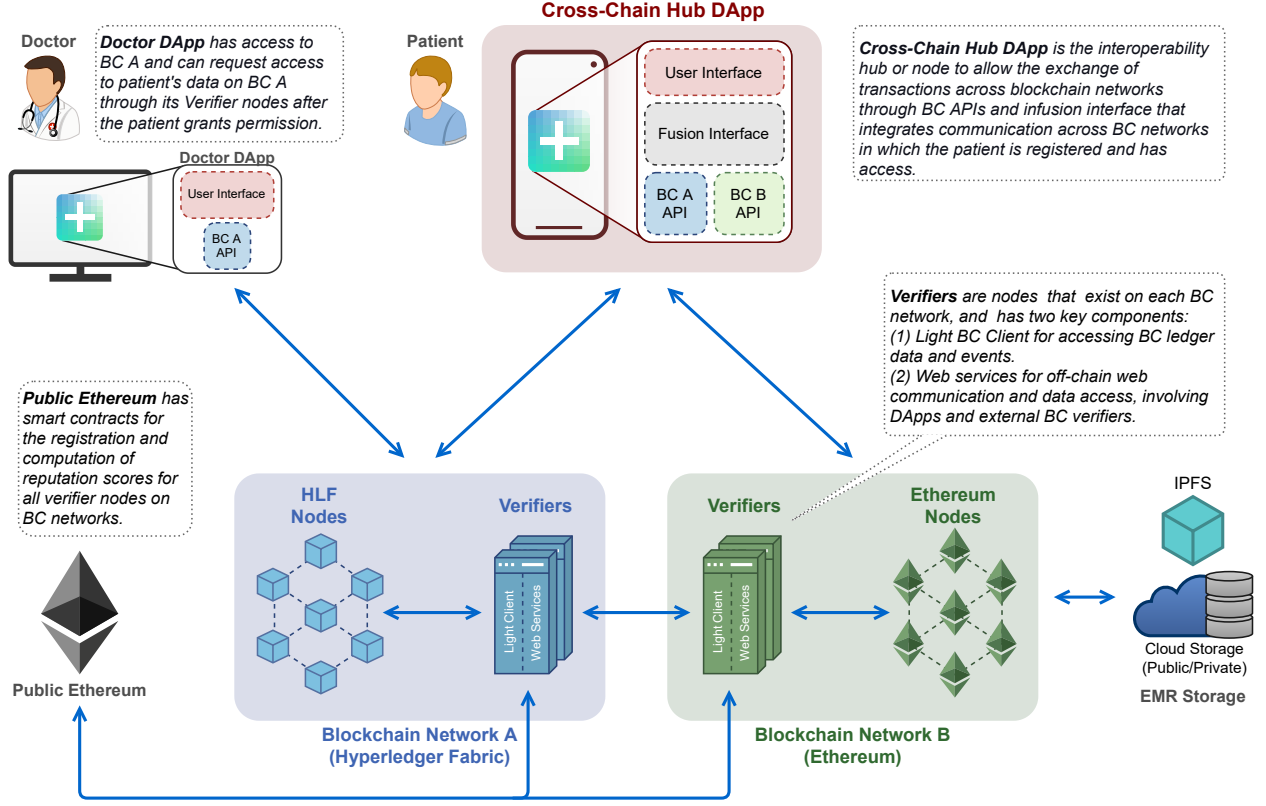 Cross-Chain Hub DApp
Doctor
Doctor DApp has access to
BC A and can request access
to patient's data on BC A
through its Verifier nodes after
the patient grants permission.
Patient
User Interface
Fusion Interface
BC A
API
BC B
API
Cross-Chain Hub DApp is the interoperability
hub or node to allow the exchange of
transactions across blockchain networks
through BC APIs and infusion interface that
integrates communication across BC networks
in which the patient is registered and has
access.
Doctor DApp
User Interface
BC A
API
Verifiers are nodes that exist on each BC
network, and has two key components:
(1) Light BC Client for accessing BC ledger
data and events.
(2) Web services for off-chain web
communication and data access, involving
DApps and external BC verifiers.
Public Ethereum has
smart contracts for
the registration and
computation of
reputation scores for
all verifier nodes on
BC networks.
Public Ethereum
HLF
Nodes
Verifiers
Light Client
Web Services
Blockchain Network A
(Hyperledger Fabric)
Verifiers
Light Client
Web Services
Ethereum
Nodes
Blockchain Network B
(Ethereum)
IPFS
Cloud Storage
(Public/Private)
EMR Storage